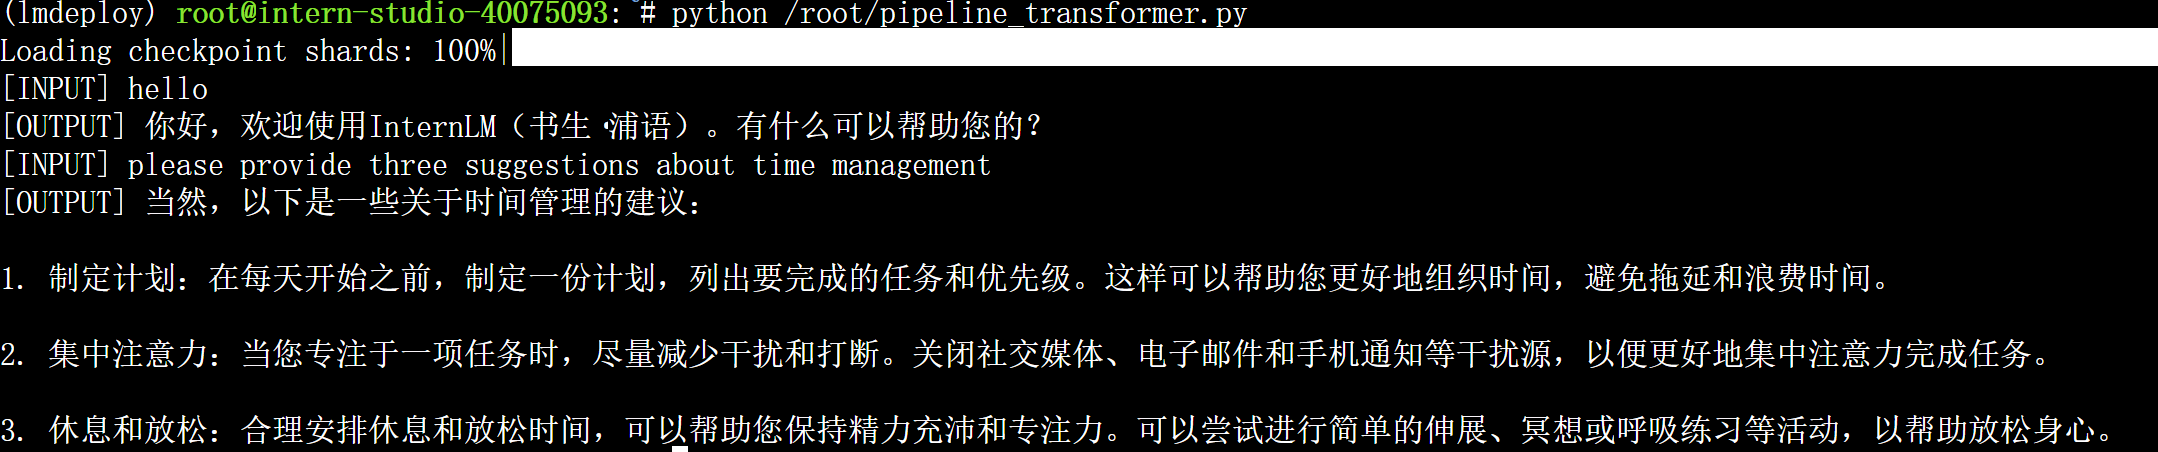 (lmdeploy) root@intern-studio-40075093:~# python /root/pipeline_transformer.py
Loading checkpoint shards: 100%|
[INPUT] hello
[OUTPUT] 你好，欢迎使用InternLM（书生·浦语）。有什么可以帮助您的？
[INPUT] please provide three suggestions about time management
[OUTPUT] 当然，以下是一些关于时间管理的建议：
1. 制定计划：在每天开始之前，制定一份计划，列出要完成的任务和优先级。这样可以帮助您更好地组织时间，避免拖延和浪费时间。
2. 集中注意力：当您专注于一项任务时，尽量减少干扰和打断。关闭社交媒体、电子邮件和手机通知等干扰源，以便更好地集中注意力完成任务。
3. 休息和放松：合理安排休息和放松时间，可以帮助您保持精力充沛和专注力。可以尝试进行简单的伸展、冥想或呼吸练习等活动，以帮助放松身心。